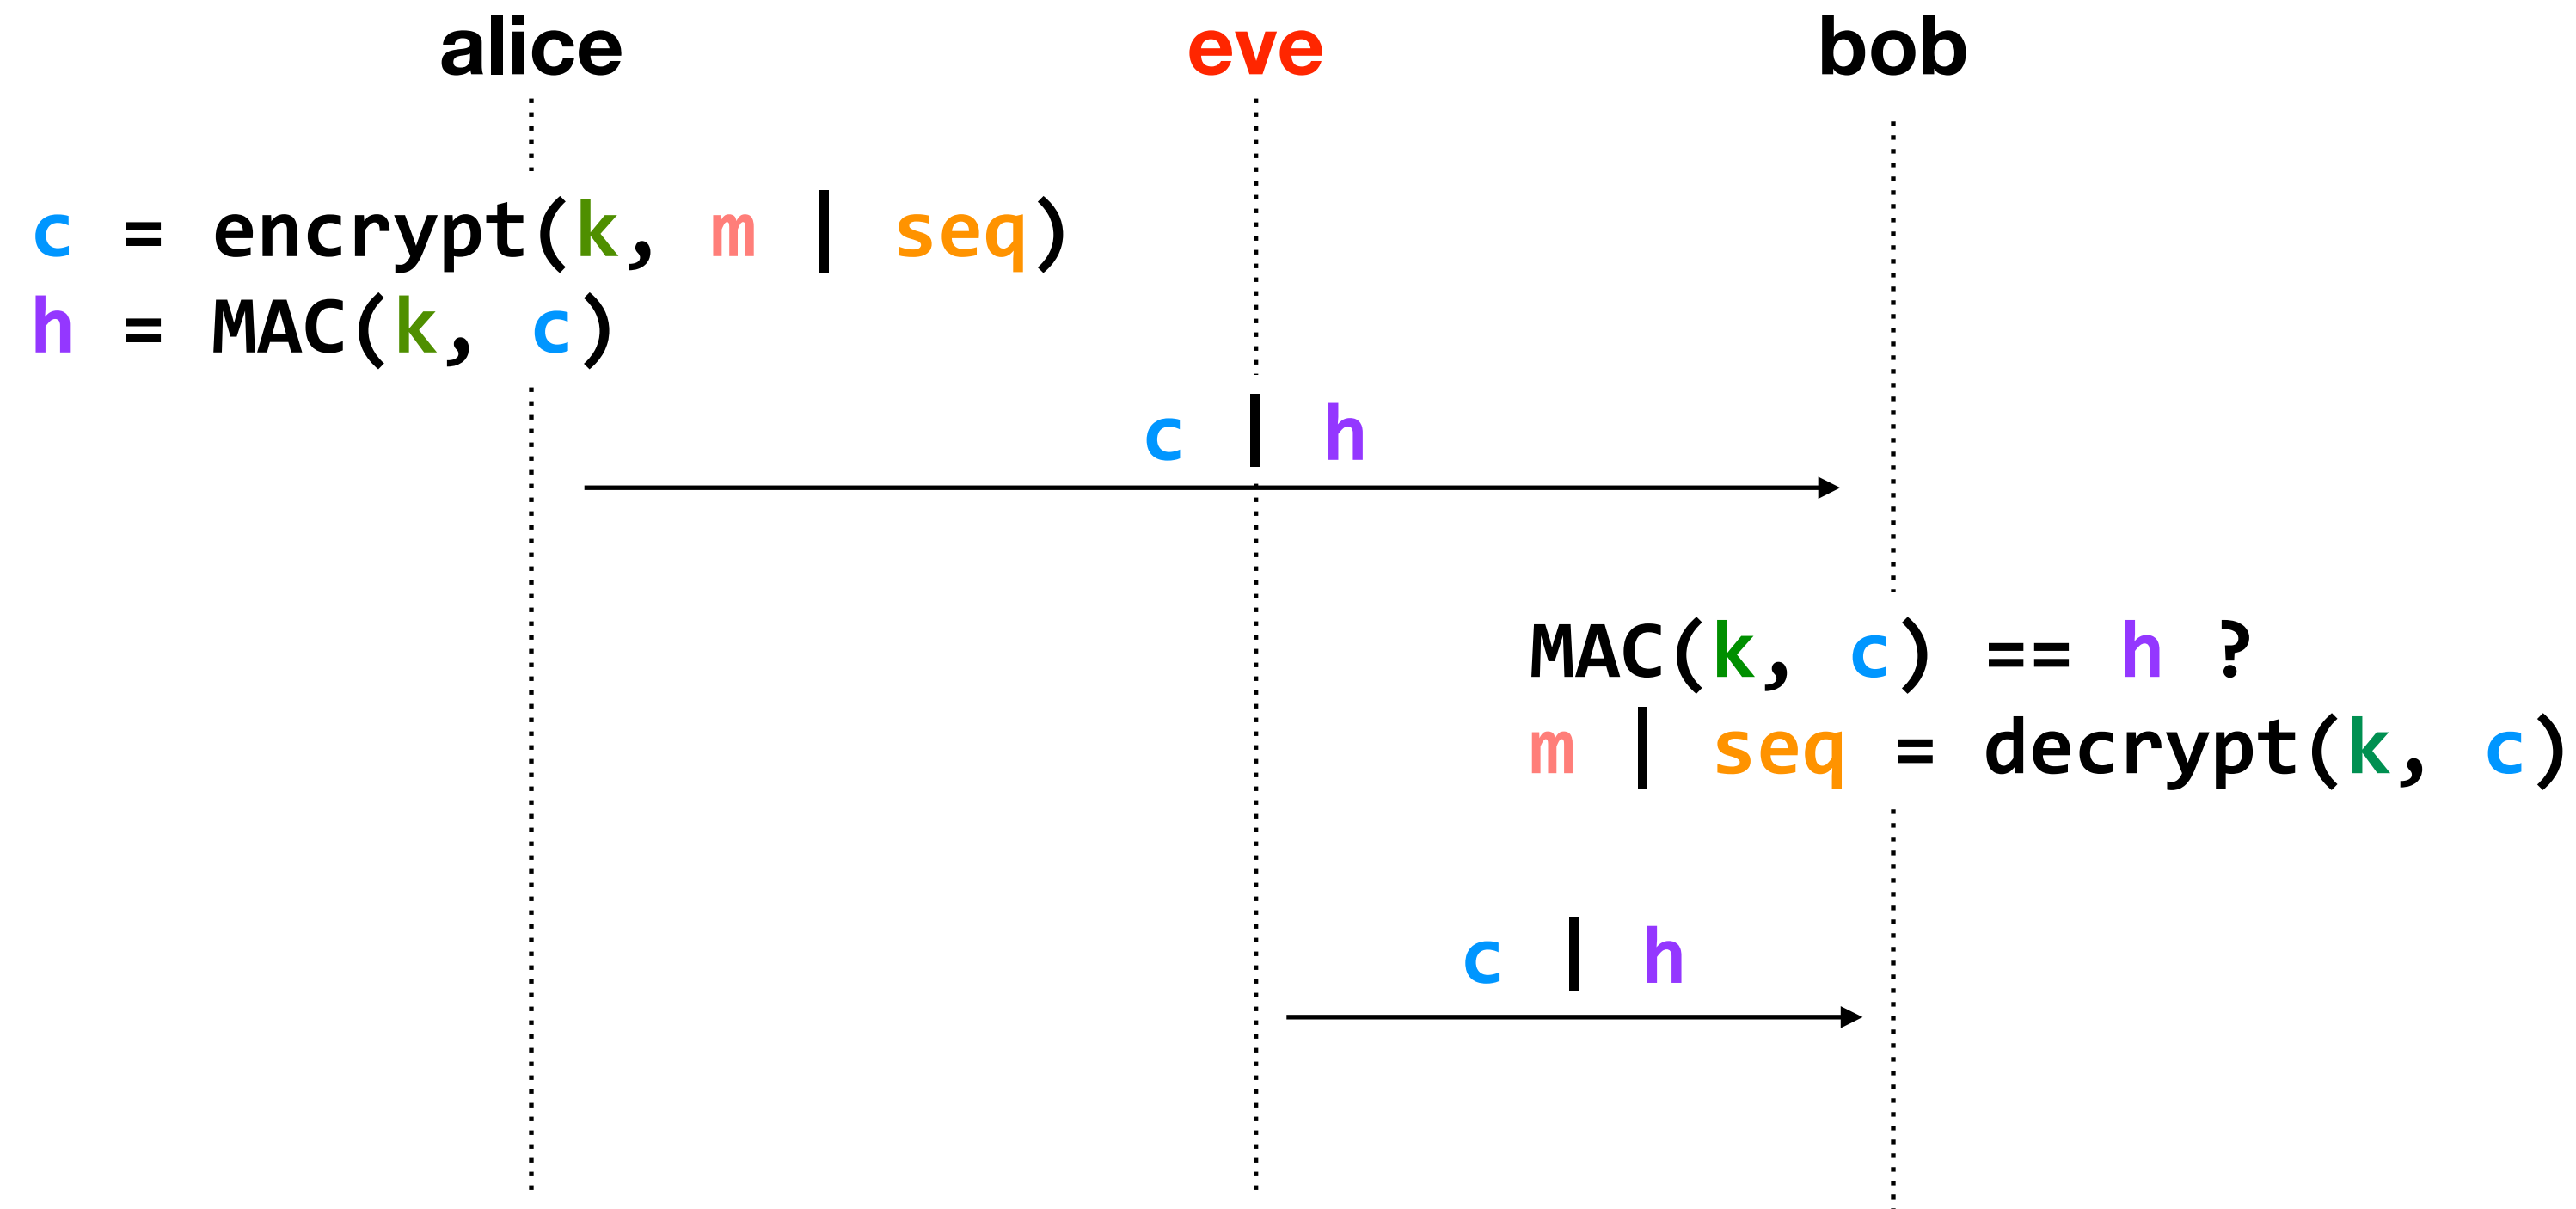 alice eve bob
c = encrypt(k, m | seq)
h = MAC(k, c)
c | h
MAC(k, c) == h ?
m | seq = decrypt(k, c)
c | h